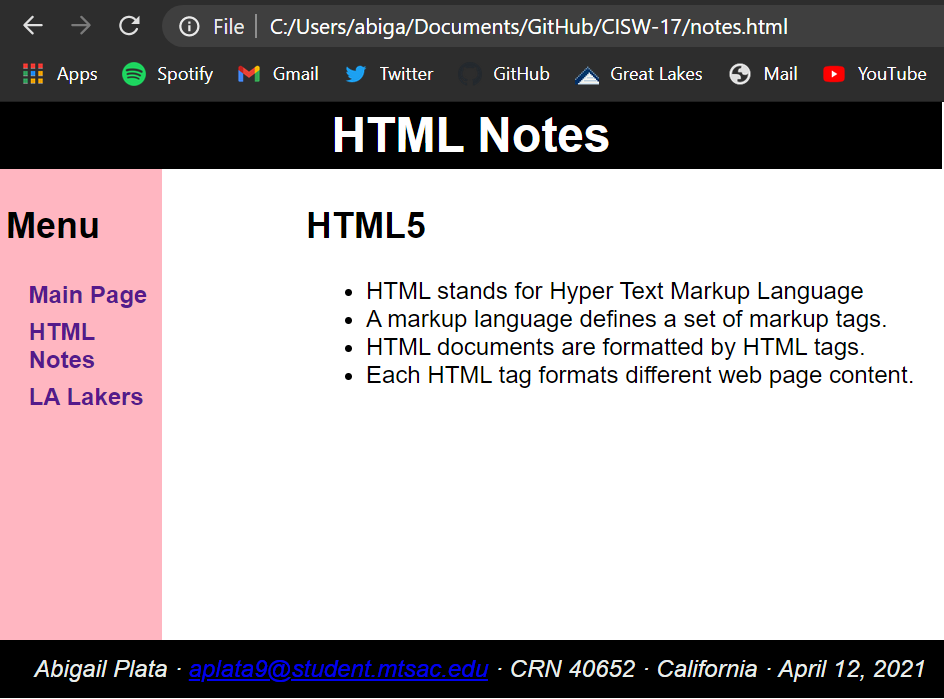 File C:/Users/abiga/Documents/GitHub/CISW-17/notes.html
Apps Spotify Gmail Twitter GitHub Great Lakes Mail YouTube
HTML Notes
Menu
Main Page
HTML
Notes
LA Lakers
HTML5
• HTML stands for Hyper Text Markup Language
• A markup language defines a set of markup tags.
• HTML documents are formatted by HTML tags.
• Each HTML tag formats different web page content.
Abigail Plata · aplata9@student.mtsac.edu · CRN 40652 · California · April 12, 2021